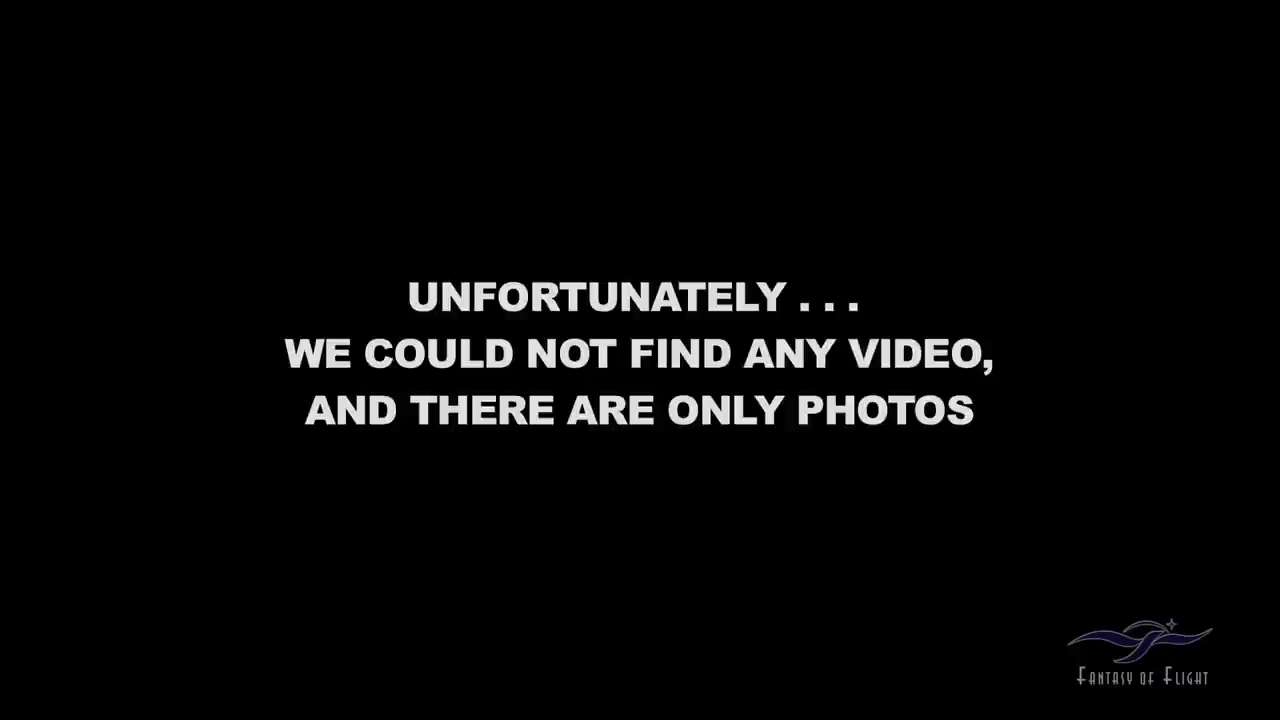 UNFORTUNATELY . . .
WE COULD NOT FIND ANY VIDEO,
AND THERE ARE ONLY PHOTOS
FANTASY OF FLIGHT